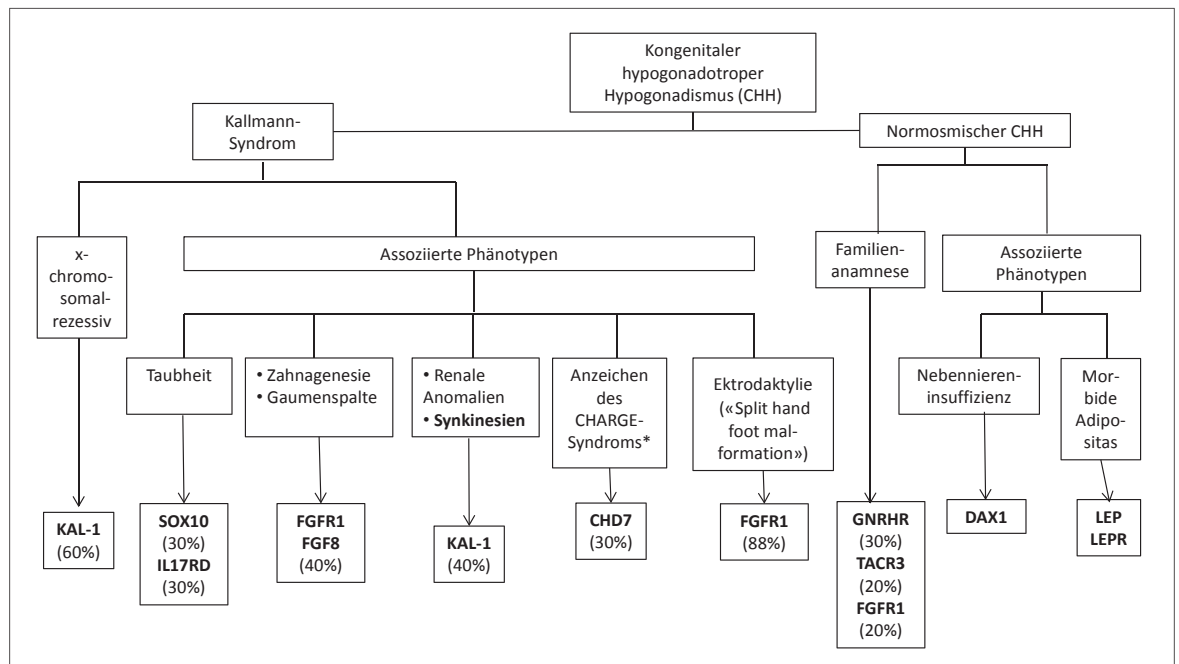 Kongenitaler
hypogonadotroper
Hypogonadismus (CHH)
Kallmann-
Syndrom
Normosmischer CHH
x-
chromo-
somal-
rezessiv
Assoziierte Phänotypen
Familien-
anamnese
Assoziierte
Phänotypen
Taubheit
• Zahnagenesie
• Gaumenspalte
• Renale
Anomalien
• Synkinesien
Anzeichen
des
CHARGE-
Syndroms*
Ektrodaktylie
(«Split hand
foot mal-
formation»)
Nebennieren-
insuffizienz
Mor-
bide
Adipo-
sitas
KAL-1
(60%)
SOX10
(30%)
IL17RD
(30%)
FGFR1
FGF8
(40%)
KAL-1
(40%)
CHD7
(30%)
FGFR1
(88%)
GNRHR
(30%)
TACR3
(20%)
FGFR1
(20%)
DAX1
LEP
LEPR